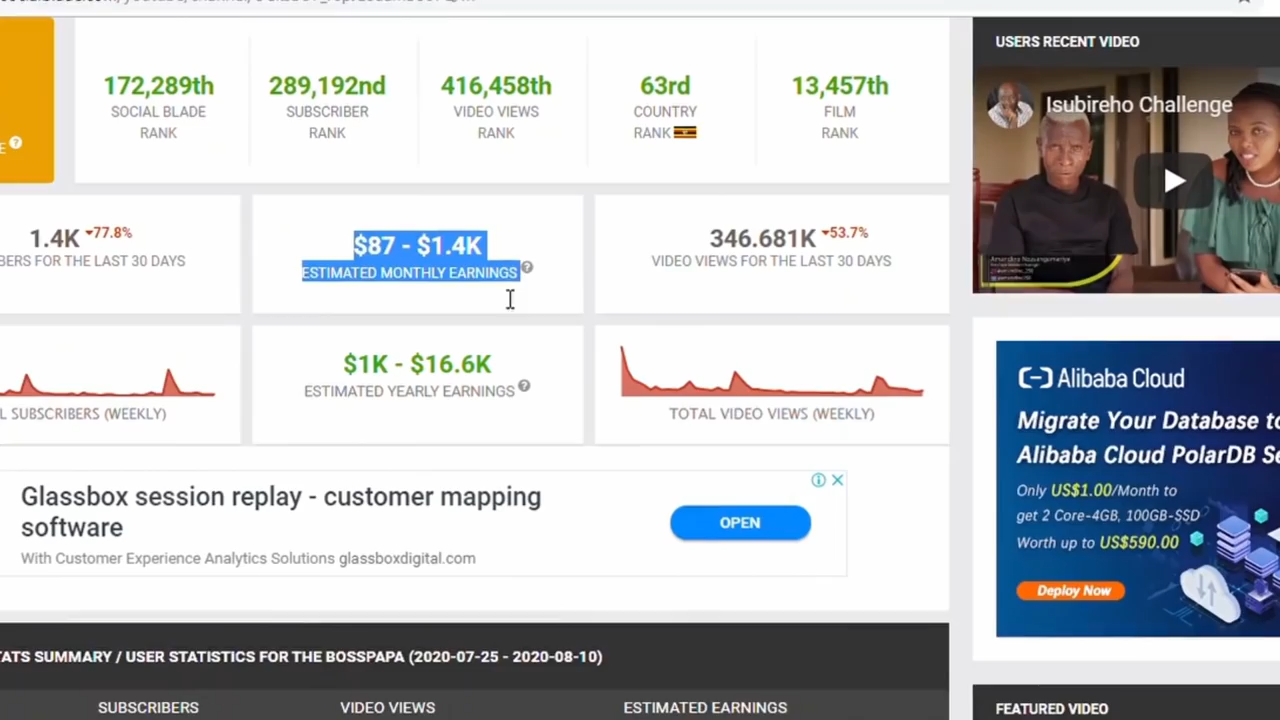 172,289th
SOCIAL BLADE
RANK
289,192nd
SUBSCRIBER
RANK
416,458th
VIDEO VIEWS
RANK
63rd
COUNTRY
RANK
13,457th
FILM
RANK
E
1.4K 77.8%
BERS FOR THE LAST 30 DAYS
$87 - $1.4K
ESTIMATED MONTHLY EARNINGS
346.681K 53.7%
VIDEO VIEWS FOR THE LAST 30 DAYS
L SUBSCRIBERS (WEEKLY)
$1K - $16.6K
ESTIMATED YEARLY EARNINGS
TOTAL VIDEO VIEWS (WEEKLY)
Glassbox session replay - customer mapping
software
With Customer Experience Analytics Solutions glassboxdigital.com
OPEN
TATS SUMMARY / USER STATISTICS FOR THE BOSSPAPA (2020-07-25 - 2020-08-10)
SUBSCRIBERS
VIDEO VIEWS
ESTIMATED EARNINGS
USERS RECENT VIDEO
Isubireho Challenge
Alibaba Cloud
Migrate Your Database to
Alibaba Cloud PolarDB Se
Only US$1.00/Month to
get 2 Core-4GB, 100GB-SSD
Worth up to US$590.00
Deploy Now
FEATURED VIDEO